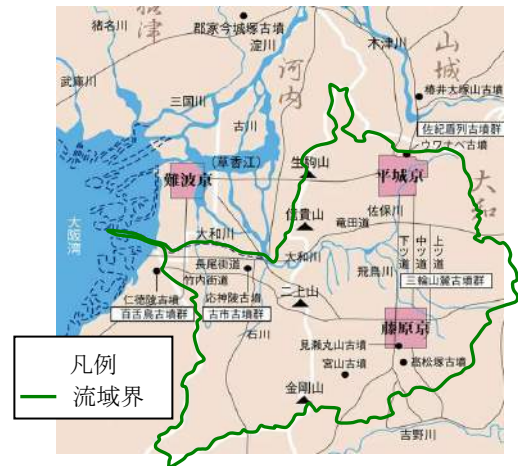 摂津
猪名川
郡家今城塚古墳
淀川
木津川
山城
武庫川
三国川
河内
椿井大塚山古墳
古川
佐紀盾列古墳群
ウワナベ古墳
(草香江)
生駒山
難波京
平城京
大和
信貴山
佐保川
大阪湾
大和川
竜田道
下ツ道
中ツ道
上ツ道
長尾街道
大和川
飛鳥川
竹内街道
三輪山麓古墳群
仁徳陵古墳
応神陵古墳
二上山
百舌鳥古墳群
古市古墳群
藤原京
石川
見瀬丸山古墳
宮山古墳
高松塚古墳
金剛山
吉野川
凡例
流域界